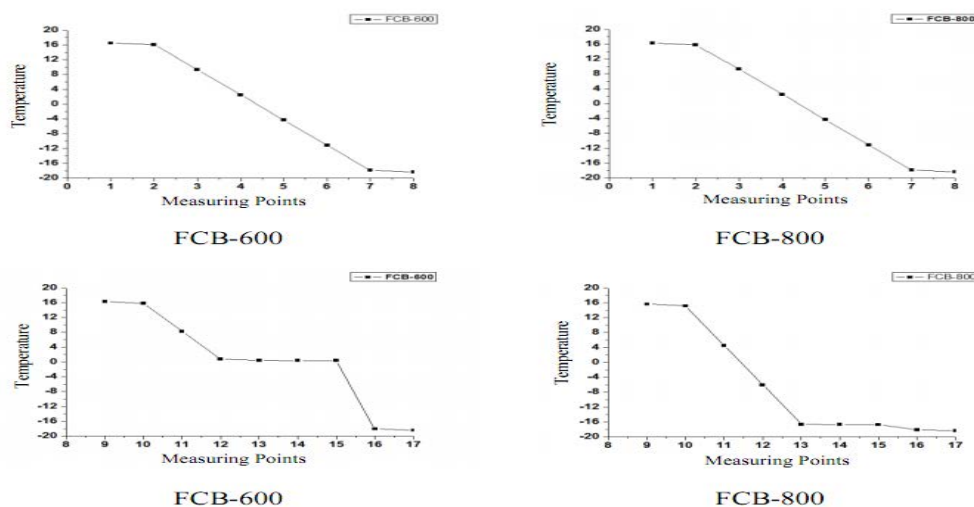 FCB-600
20
16
12
8
4
0
-4
-8
-12
-16
-20
Temperature
0 1 2 3 4 5 6 7 8
Measuring Points
FCB-600
FCB-800
20
16
12
8
4
0
-4
-8
-12
-16
-20
Temperature
0 1 2 3 4 5 6 7 8
Measuring Points
FCB-800
FCB-600
20
16
12
8
4
0
-4
-8
-12
-16
-20
Temperature
8 9 10 11 12 13 14 15 16 17
Measuring Points
FCB-600
FCB-800
20
16
12
8
4
0
-4
-8
-12
-16
-20
Temperature
8 9 10 11 12 13 14 15 16 17
Measuring Points
FCB-800